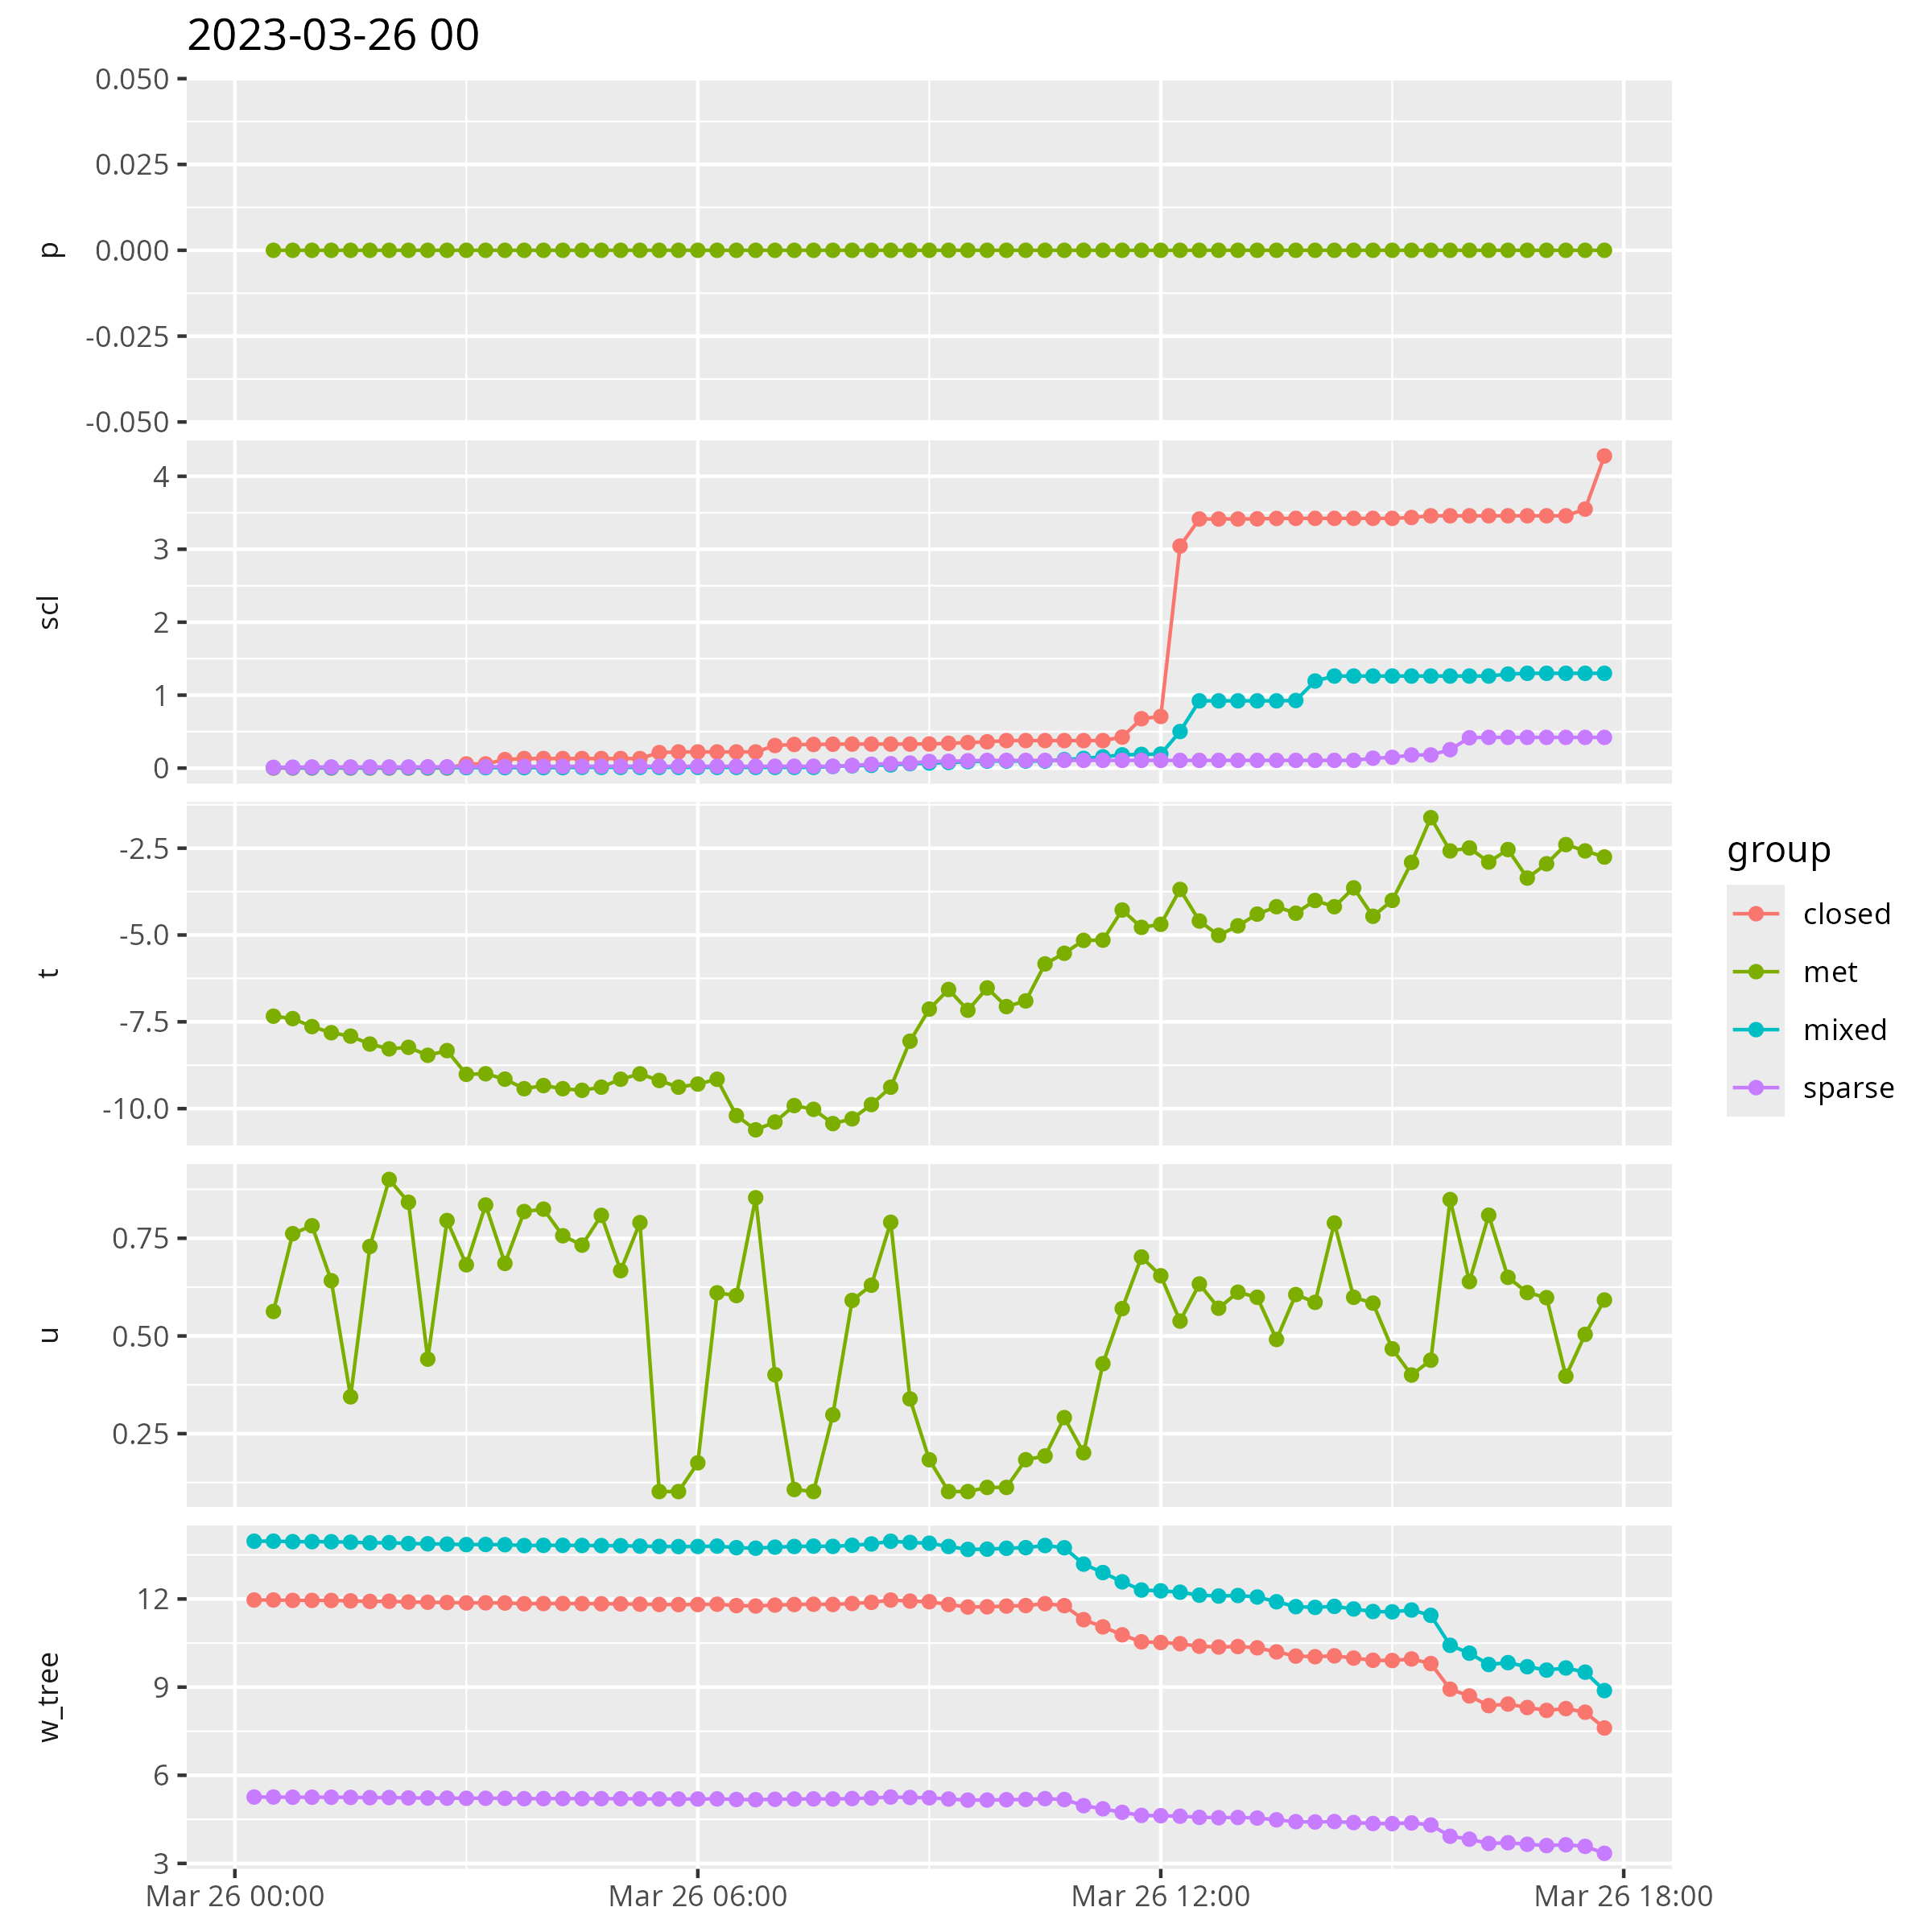 2023-03-26 00
0.050
0.025
0.000
-0.025
-0.050
p
4
3
2
1
0
scl
-2.5
-5.0
-7.5
-10.0
t
0.75
0.50
0.25
u
12
9
6
3
w_tree
Mar 26 00:00
Mar 26 06:00
Mar 26 12:00
Mar 26 18:00
group
closed
met
mixed
sparse